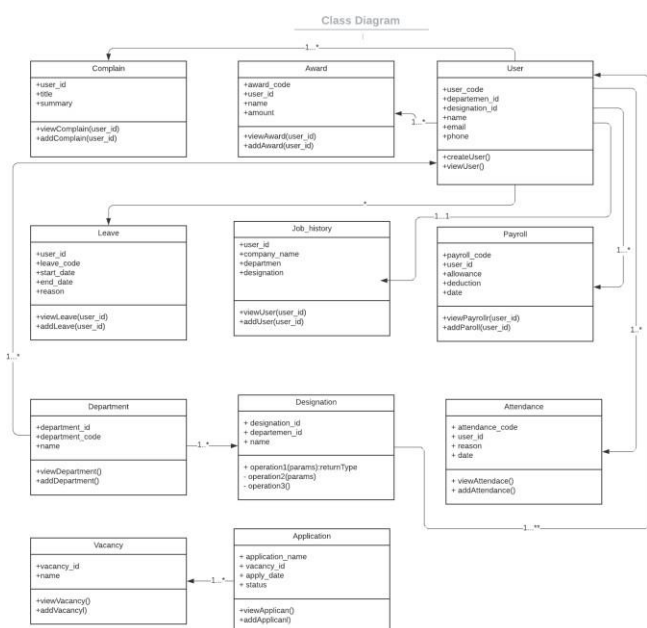 Class Diagram
1...*
Complain
+user_id
+title
+summary
+viewComplain(user_id)
+addComplain(user_id)
Award
+award_code
+user_id
+name
+amount
+viewAward(user_id)
+addAward(user_id)
1...*
User
+user_code
+departemen_id
+designation_id
+name
+email
+phone
+createUser()
+viewUser()
*
1...1
Leave
+user_id
+leave_code
+start_date
+end_date
+reason
+viewLeave(user_id)
+addLeave(user_id)
Job_history
+user_id
+company_name
+departmen
+designation
+viewUser(user_id)
+addUser(user_id)
Payroll
+payroll_code
+user_id
+allowance
+deduction
+date
+viewPayrollr(user_id)
+addParoll(user_id)
1...*
1...*
1..*
Department
+department_id
+department_code
+name
+viewDepartment()
+addDepartment()
1...*
Designation
+ designation_id
+ departemen_id
+ name
+ operation1(params):returnType
- operation2(params)
- operation3()
Attendance
+ attendance_code
+ user_id
+ reason
+ date
+ viewAttendace()
+ addAttendance()
1...**
Vacancy
+vacancy_id
+name
+viewVacancy()
+addVacancyl)
1...*
Application
+ application_name
+ vacancy_id
+ apply_date
+ status
+viewApplican()
+addApplicanl)